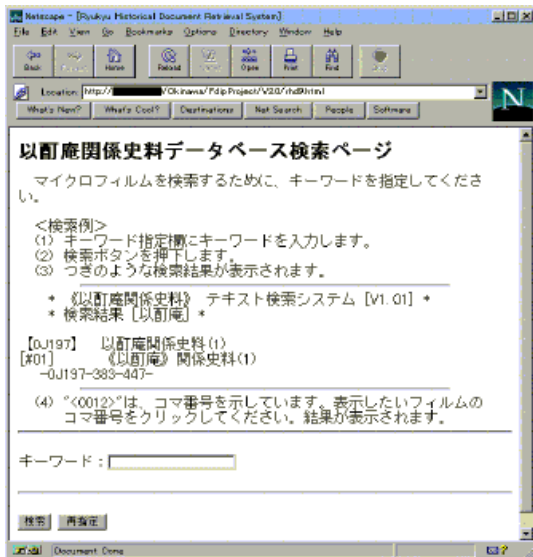 Netscape - [Ryukyu Historical Document Retrieval System]
File Edit View Go Bookmarks Options Directory Window Help
Back Home Reload Open Print Find Stop
Location: http:// /Okinawa/FdipProject/V20/rhd9.html
What's New? What's Cool? Destinations Net Search People Software
N
以酊庵関係史料データベース検索ページ
マイクロフィルムを検索するために、キーワードを指定してくださ
い。
<検索例>
(1) キーワード指定欄にキーワードを入力します。
(2) 検索ボタンを押下します。
(3) つぎのような検索結果が表示されます。
* 《以酊庵関係史料》 テキスト検索システム [V1.01] *
* 検索結果 [以酊庵] *
【0J197】 以酊庵関係史料(1)
[#01] 《以酊庵》関係史料(1)
-0J197-383-447-
(4) "<0012>"は、コマ番号を示しています。表示したいフィルムの
コマ番号をクリックしてください。結果が表示されます。
キーワード:
検索 再指定
Document Done